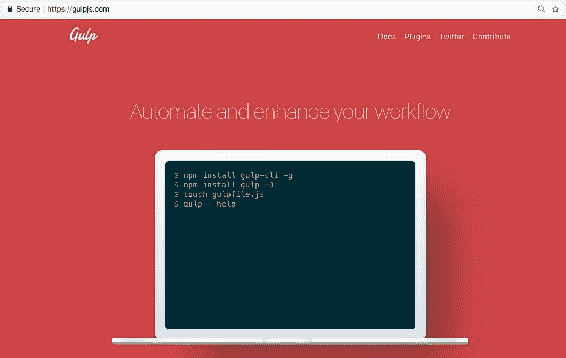 Secure https://gulpjs.com
Gulp
Docs Plugins Twitter Contribute
Automate and enhance your workflow
$ npm install gulp-cli -g
$ npm install gulp -D
$ touch gulpfile.js
$ gulp --help